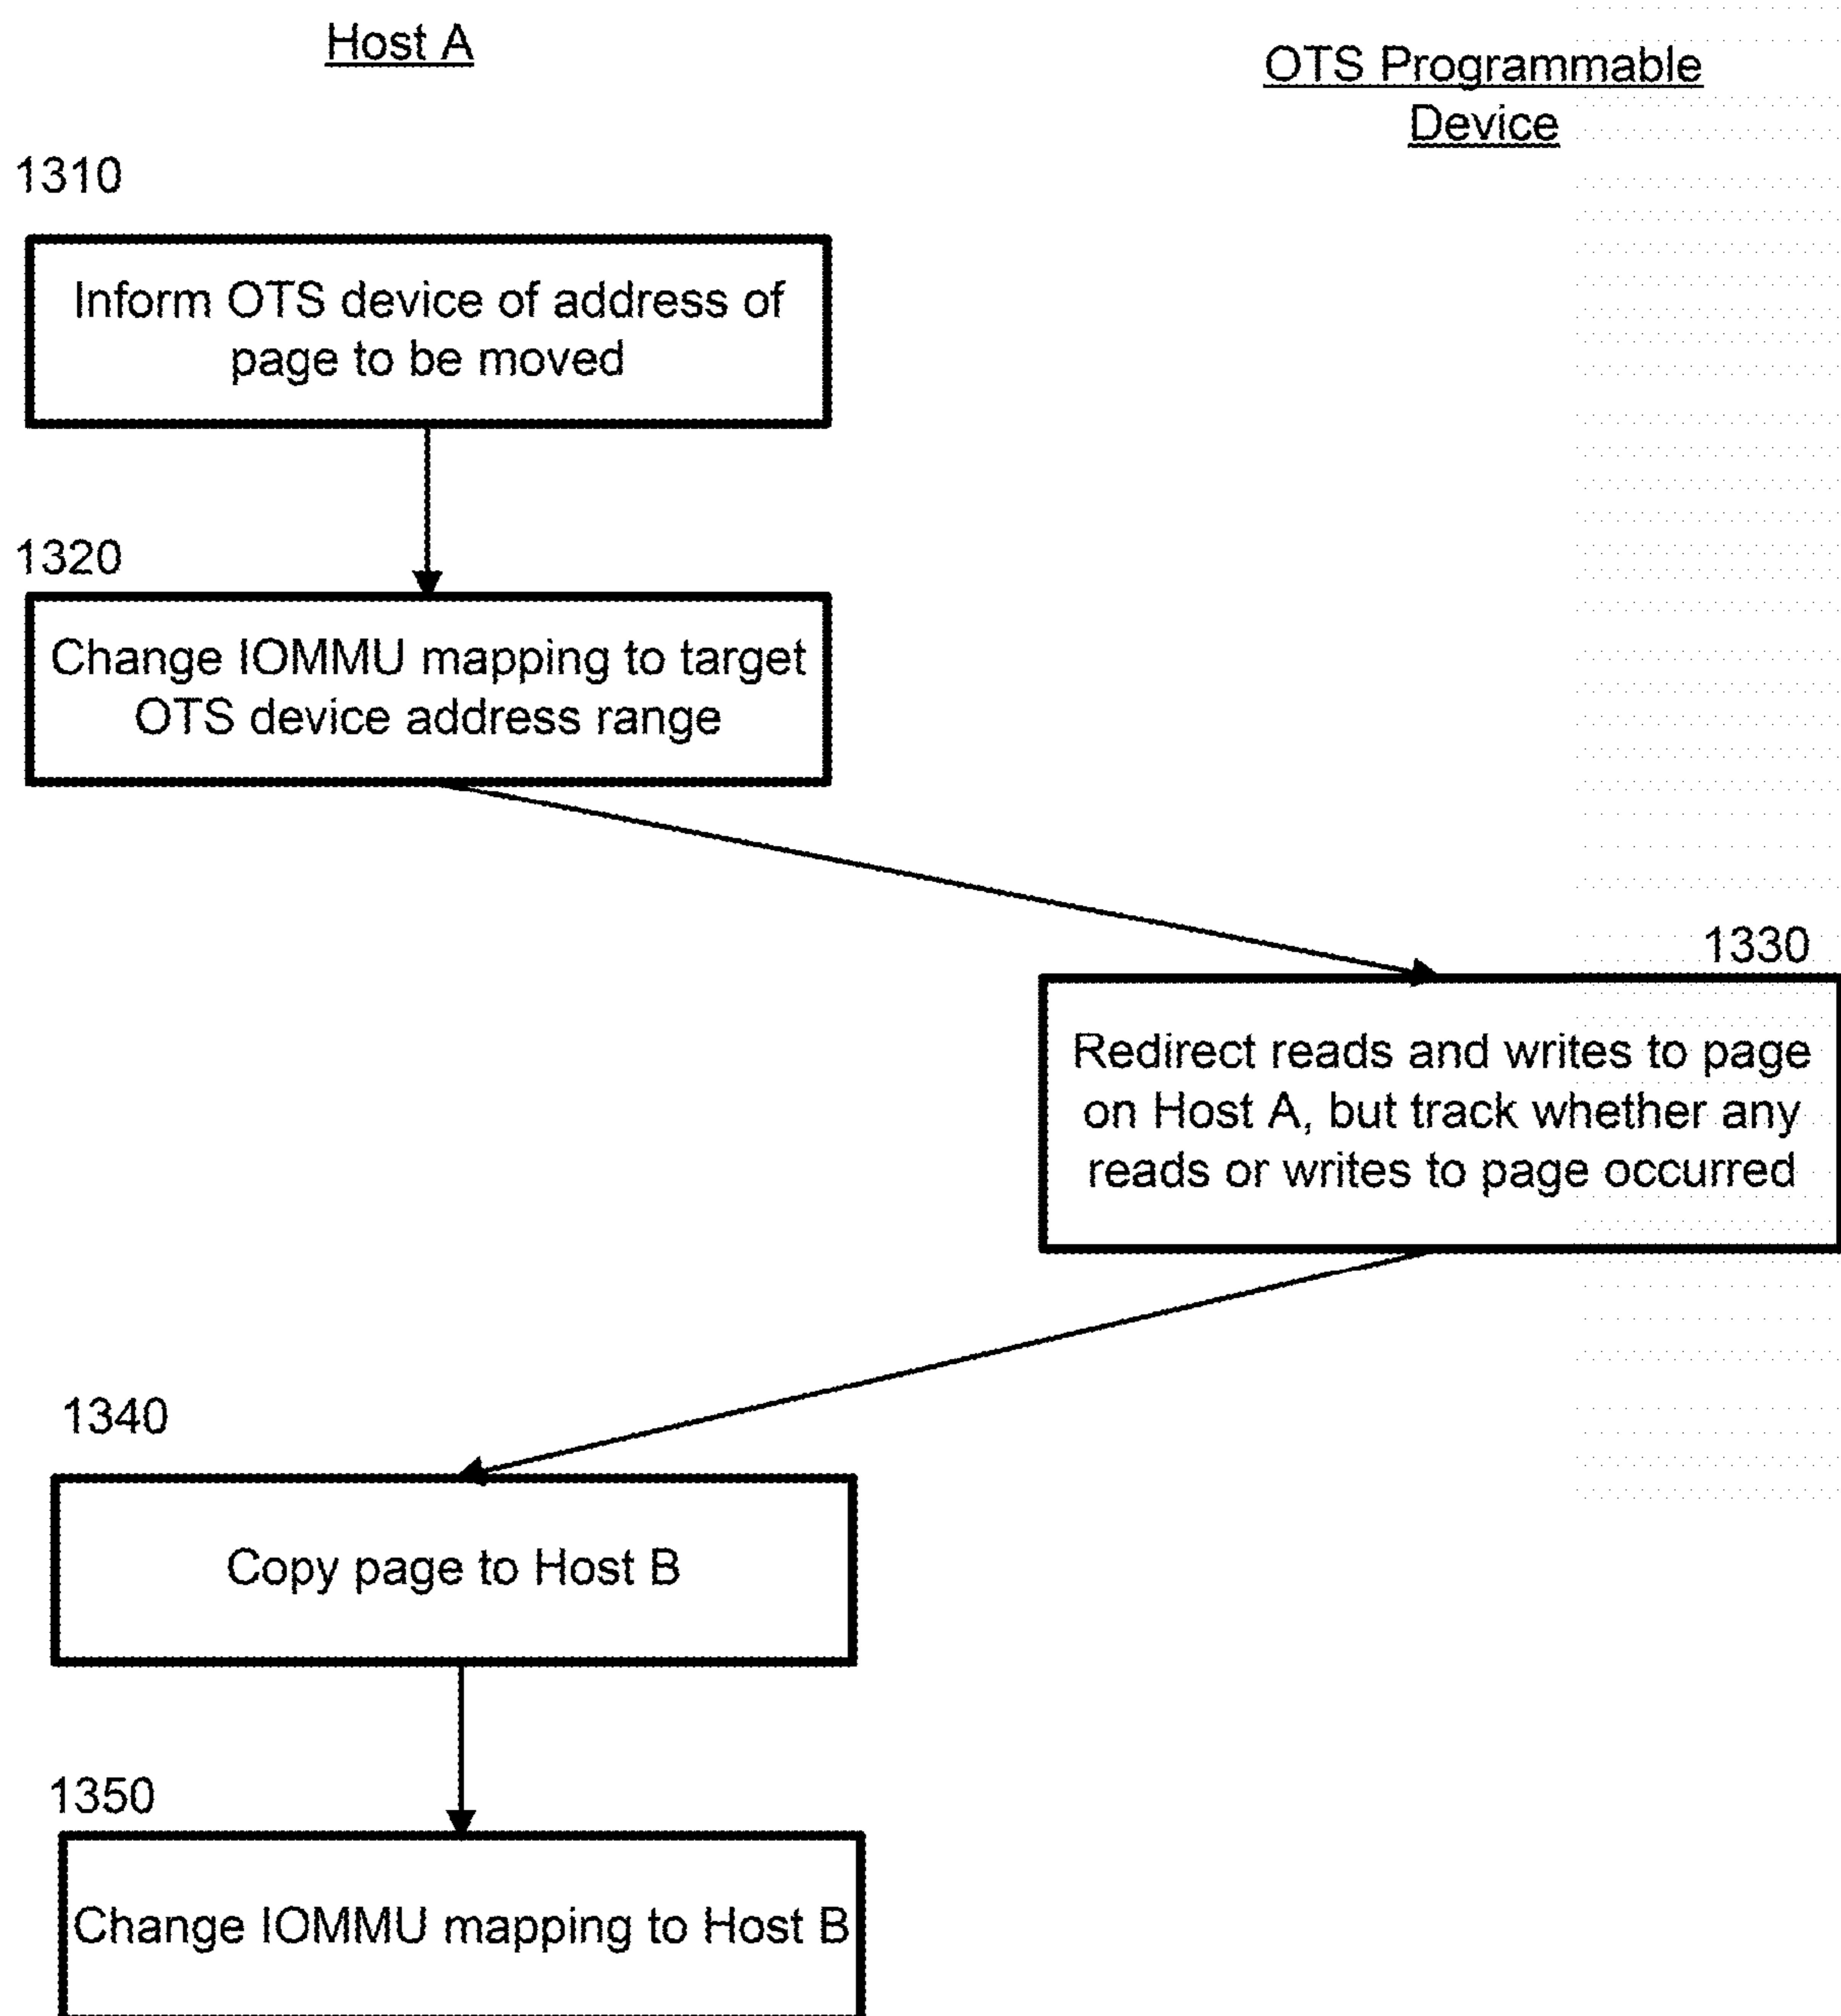 Host A
OTS Programmable
Device
1310
Inform OTS device of address of
page to be moved
1320
Change IOMMU mapping to target
OTS device address range
1330
Redirect reads and writes to page
on Host A, but track whether any
reads or writes to page occurred
1340
Copy page to Host B
1350
Change IOMMU mapping to Host B